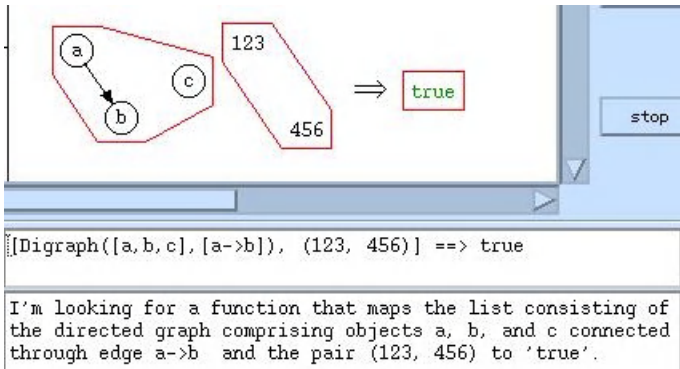 a
123
c
⇒ true
b
456
stop
[Digraph([a,b,c],[a->b]), (123, 456)] ==> true
I'm looking for a function that maps the list consisting of
the directed graph comprising objects a, b, and c connected
through edge a->b and the pair (123, 456) to 'true'.